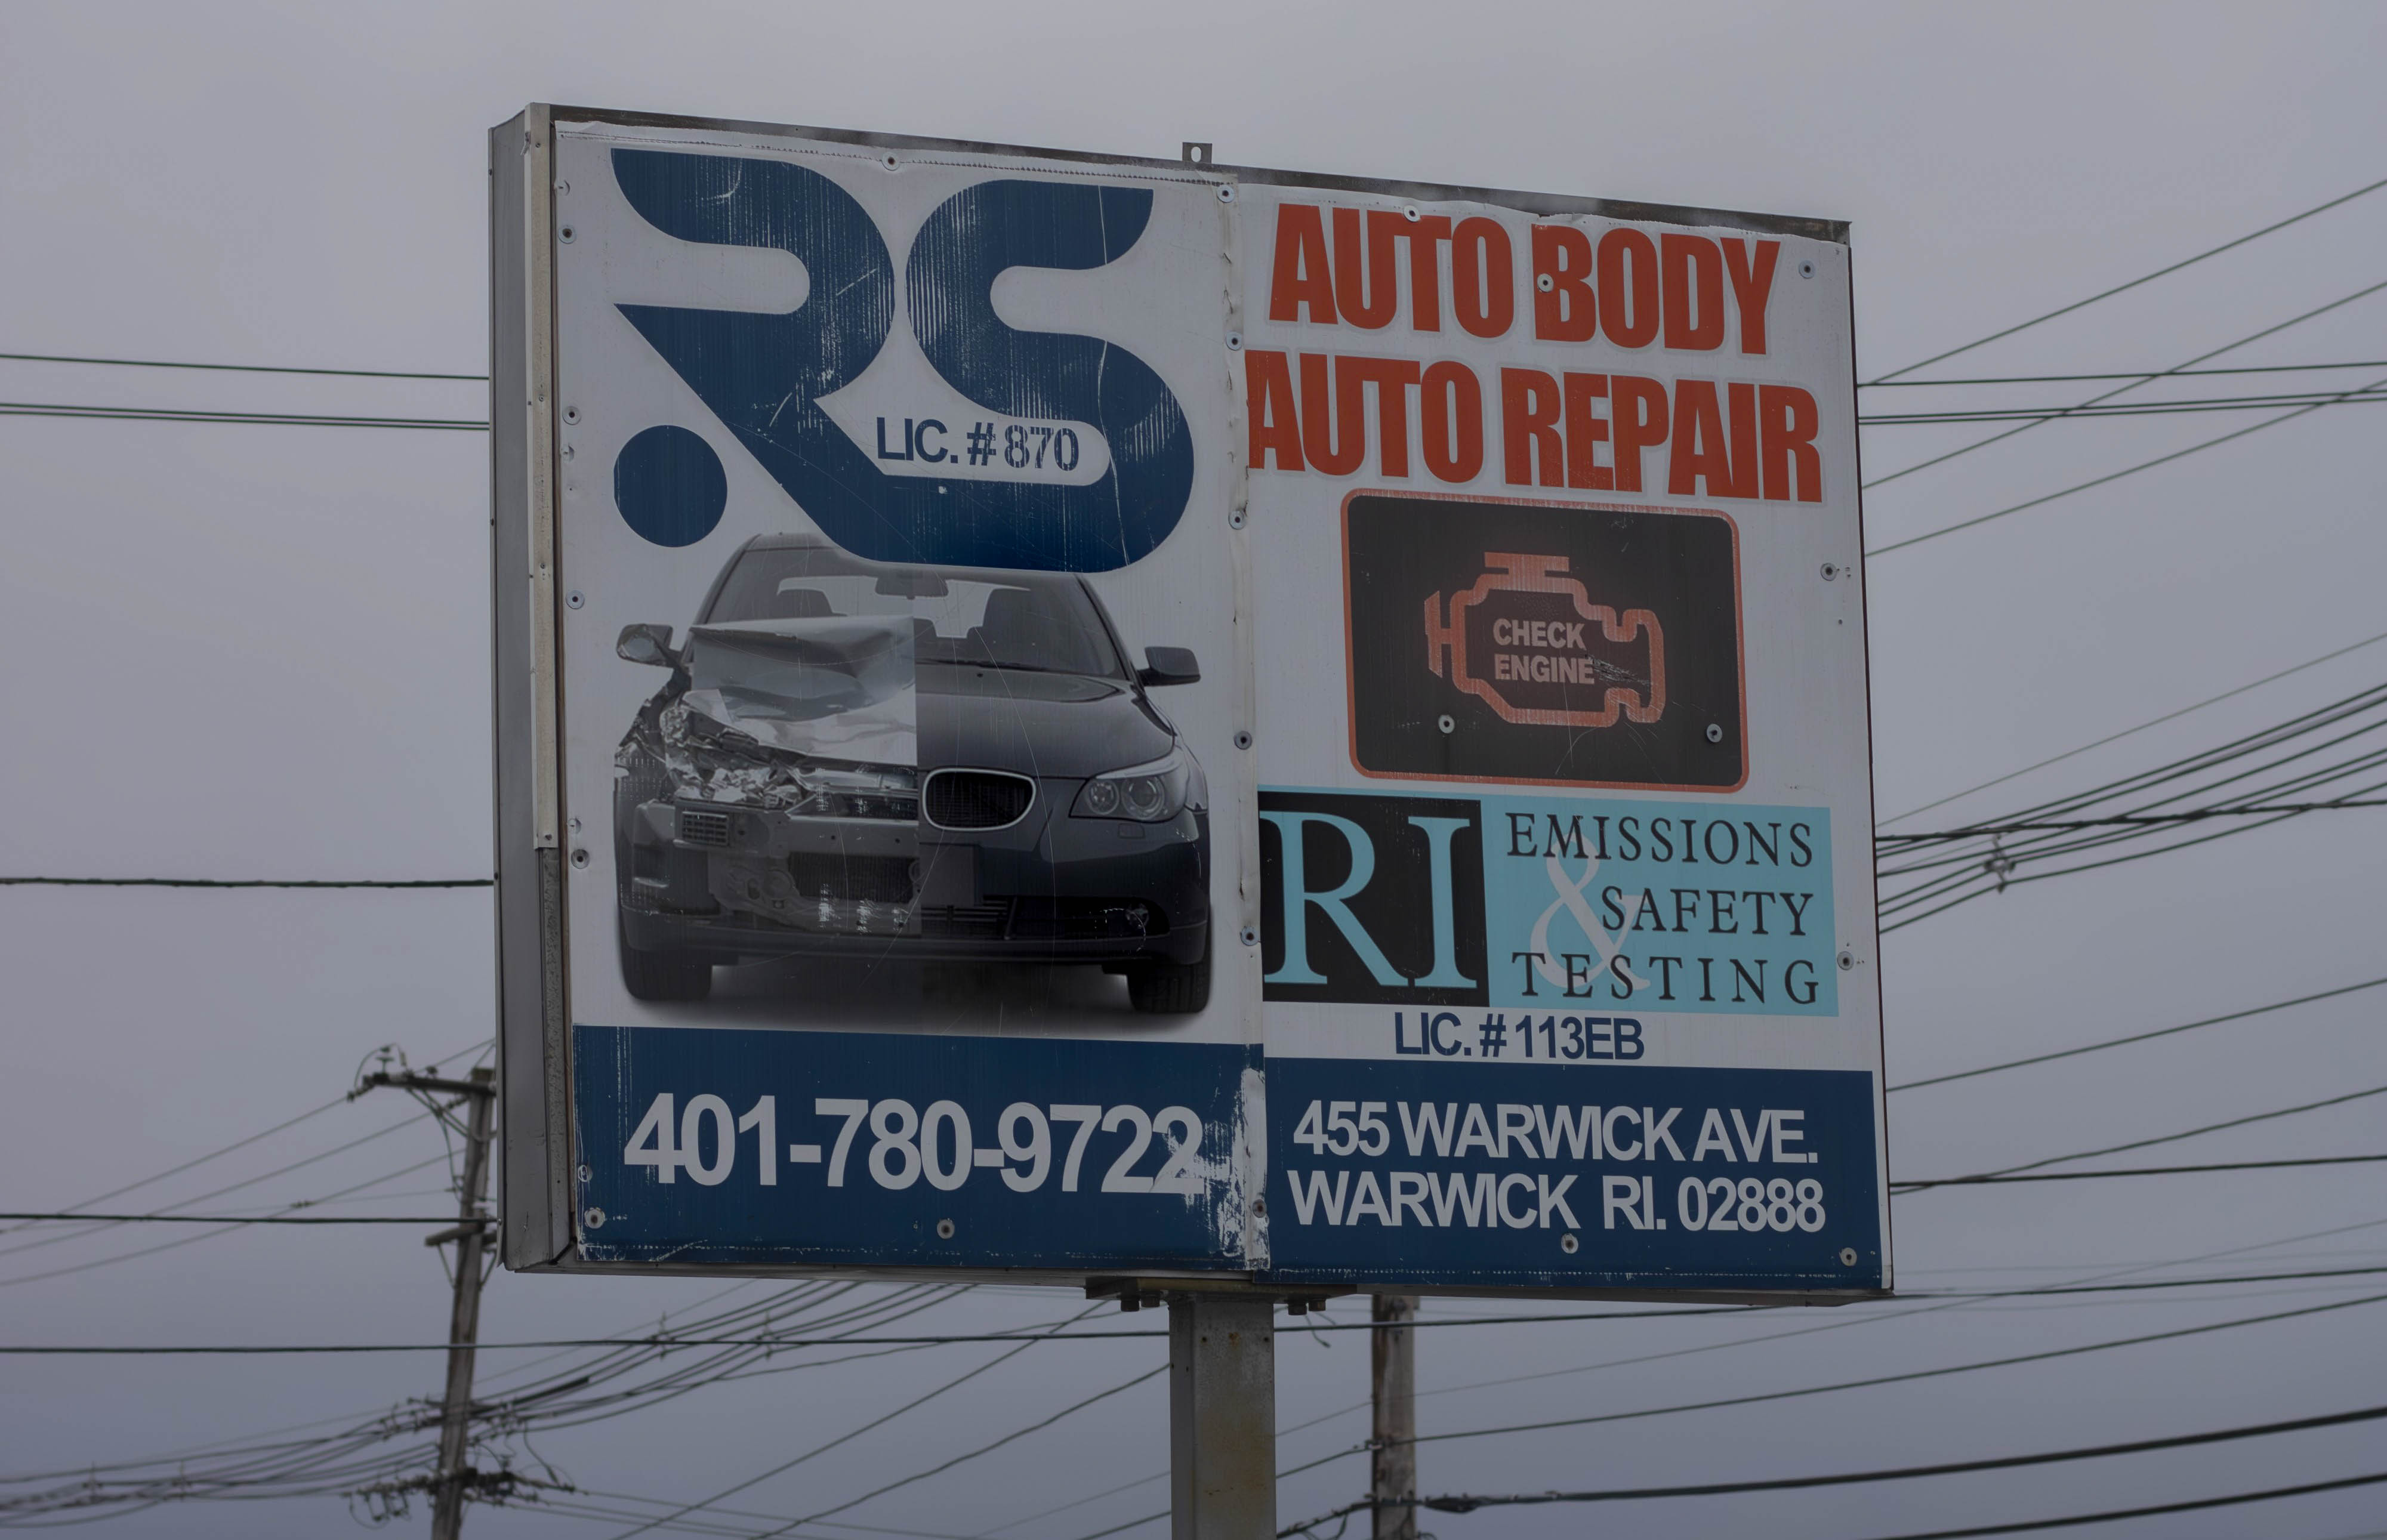 RS
LIC. # 870
401-780-9722
AUTO BODY
AUTO REPAIR
CHECK
ENGINE
RI
EMISSIONS
& SAFETY
TESTING
LIC. # 113EB
455 WARWICK AVE.
WARWICK RI. 02888